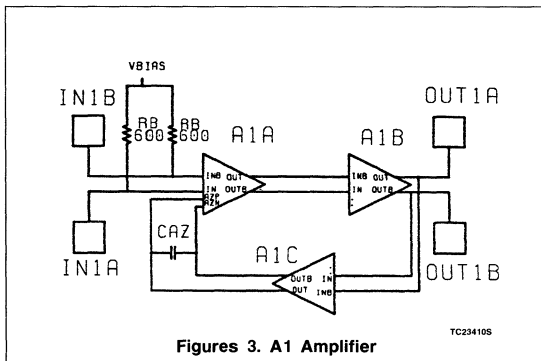 VBIAS
IN1B
RB
600
RB
600
A1A
A1B
OUT1A
INB OUT
IN OUTB
AZP
AZN
INB OUT
IN OUTB
CAZ
A1C
IN1A
OUTB IN
OUT INB
OUT1B
TC23410S
Figures 3. A1 Amplifier